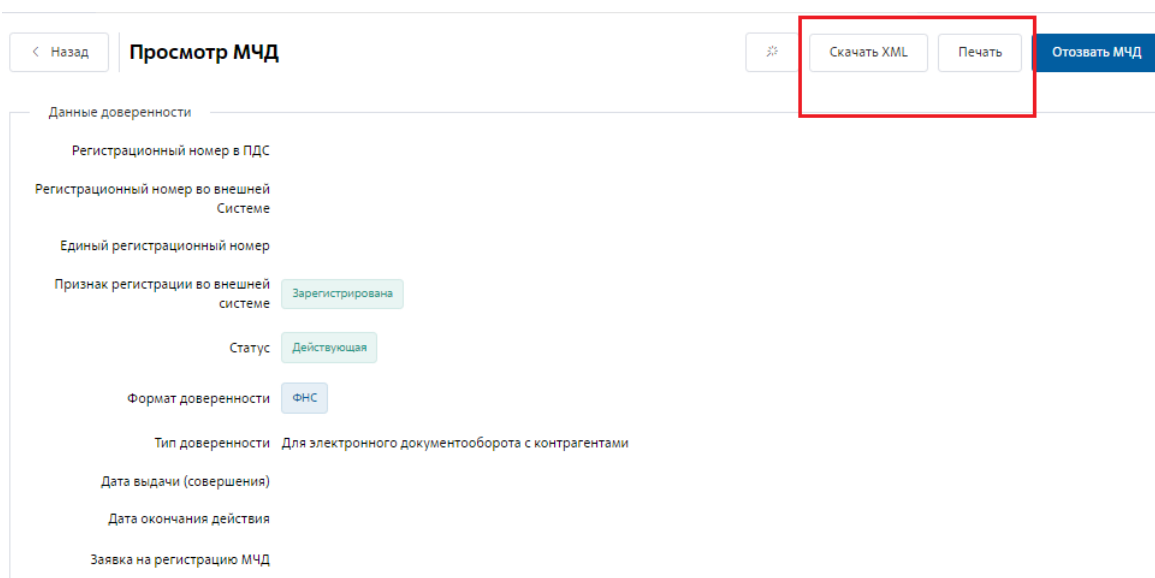 Назад
Просмотр МЧД
Скачать XML
Печать
Отозвать МЧД
Данные доверенности
Регистрационный номер в ПДС
Регистрационный номер во внешней
Системе
Единый регистрационный номер
Признак регистрации во внешней
системе
Зарегистрирована
Статус
Действующая
Формат доверенности
ФНС
Тип доверенности
Для электронного документооборота с контрагентами
Дата выдачи (совершения)
Дата окончания действия
Заявка на регистрацию МЧД